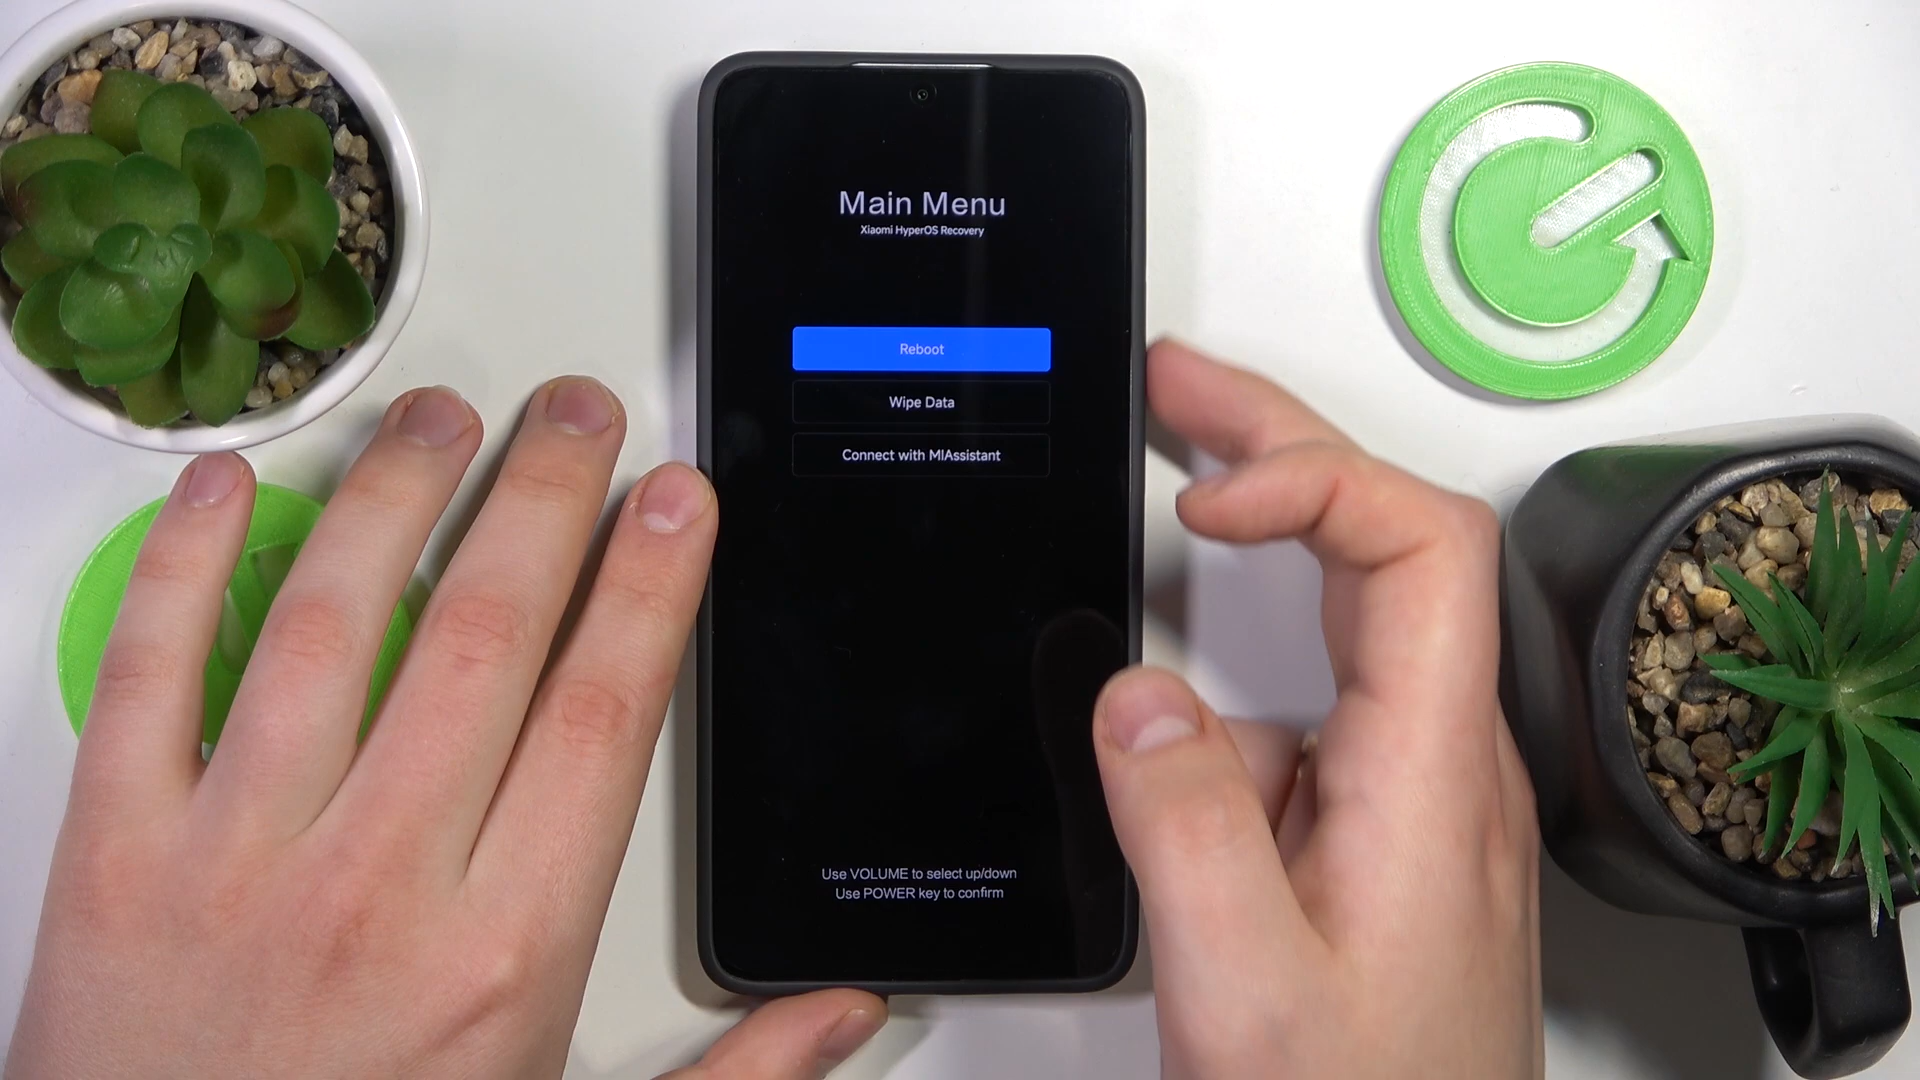 Main Menu
Xiaomi HyperOS Recovery
Reboot
Wipe Data
Connect with MIAssistant
Use VOLUME to select up/down
Use POWER key to confirm